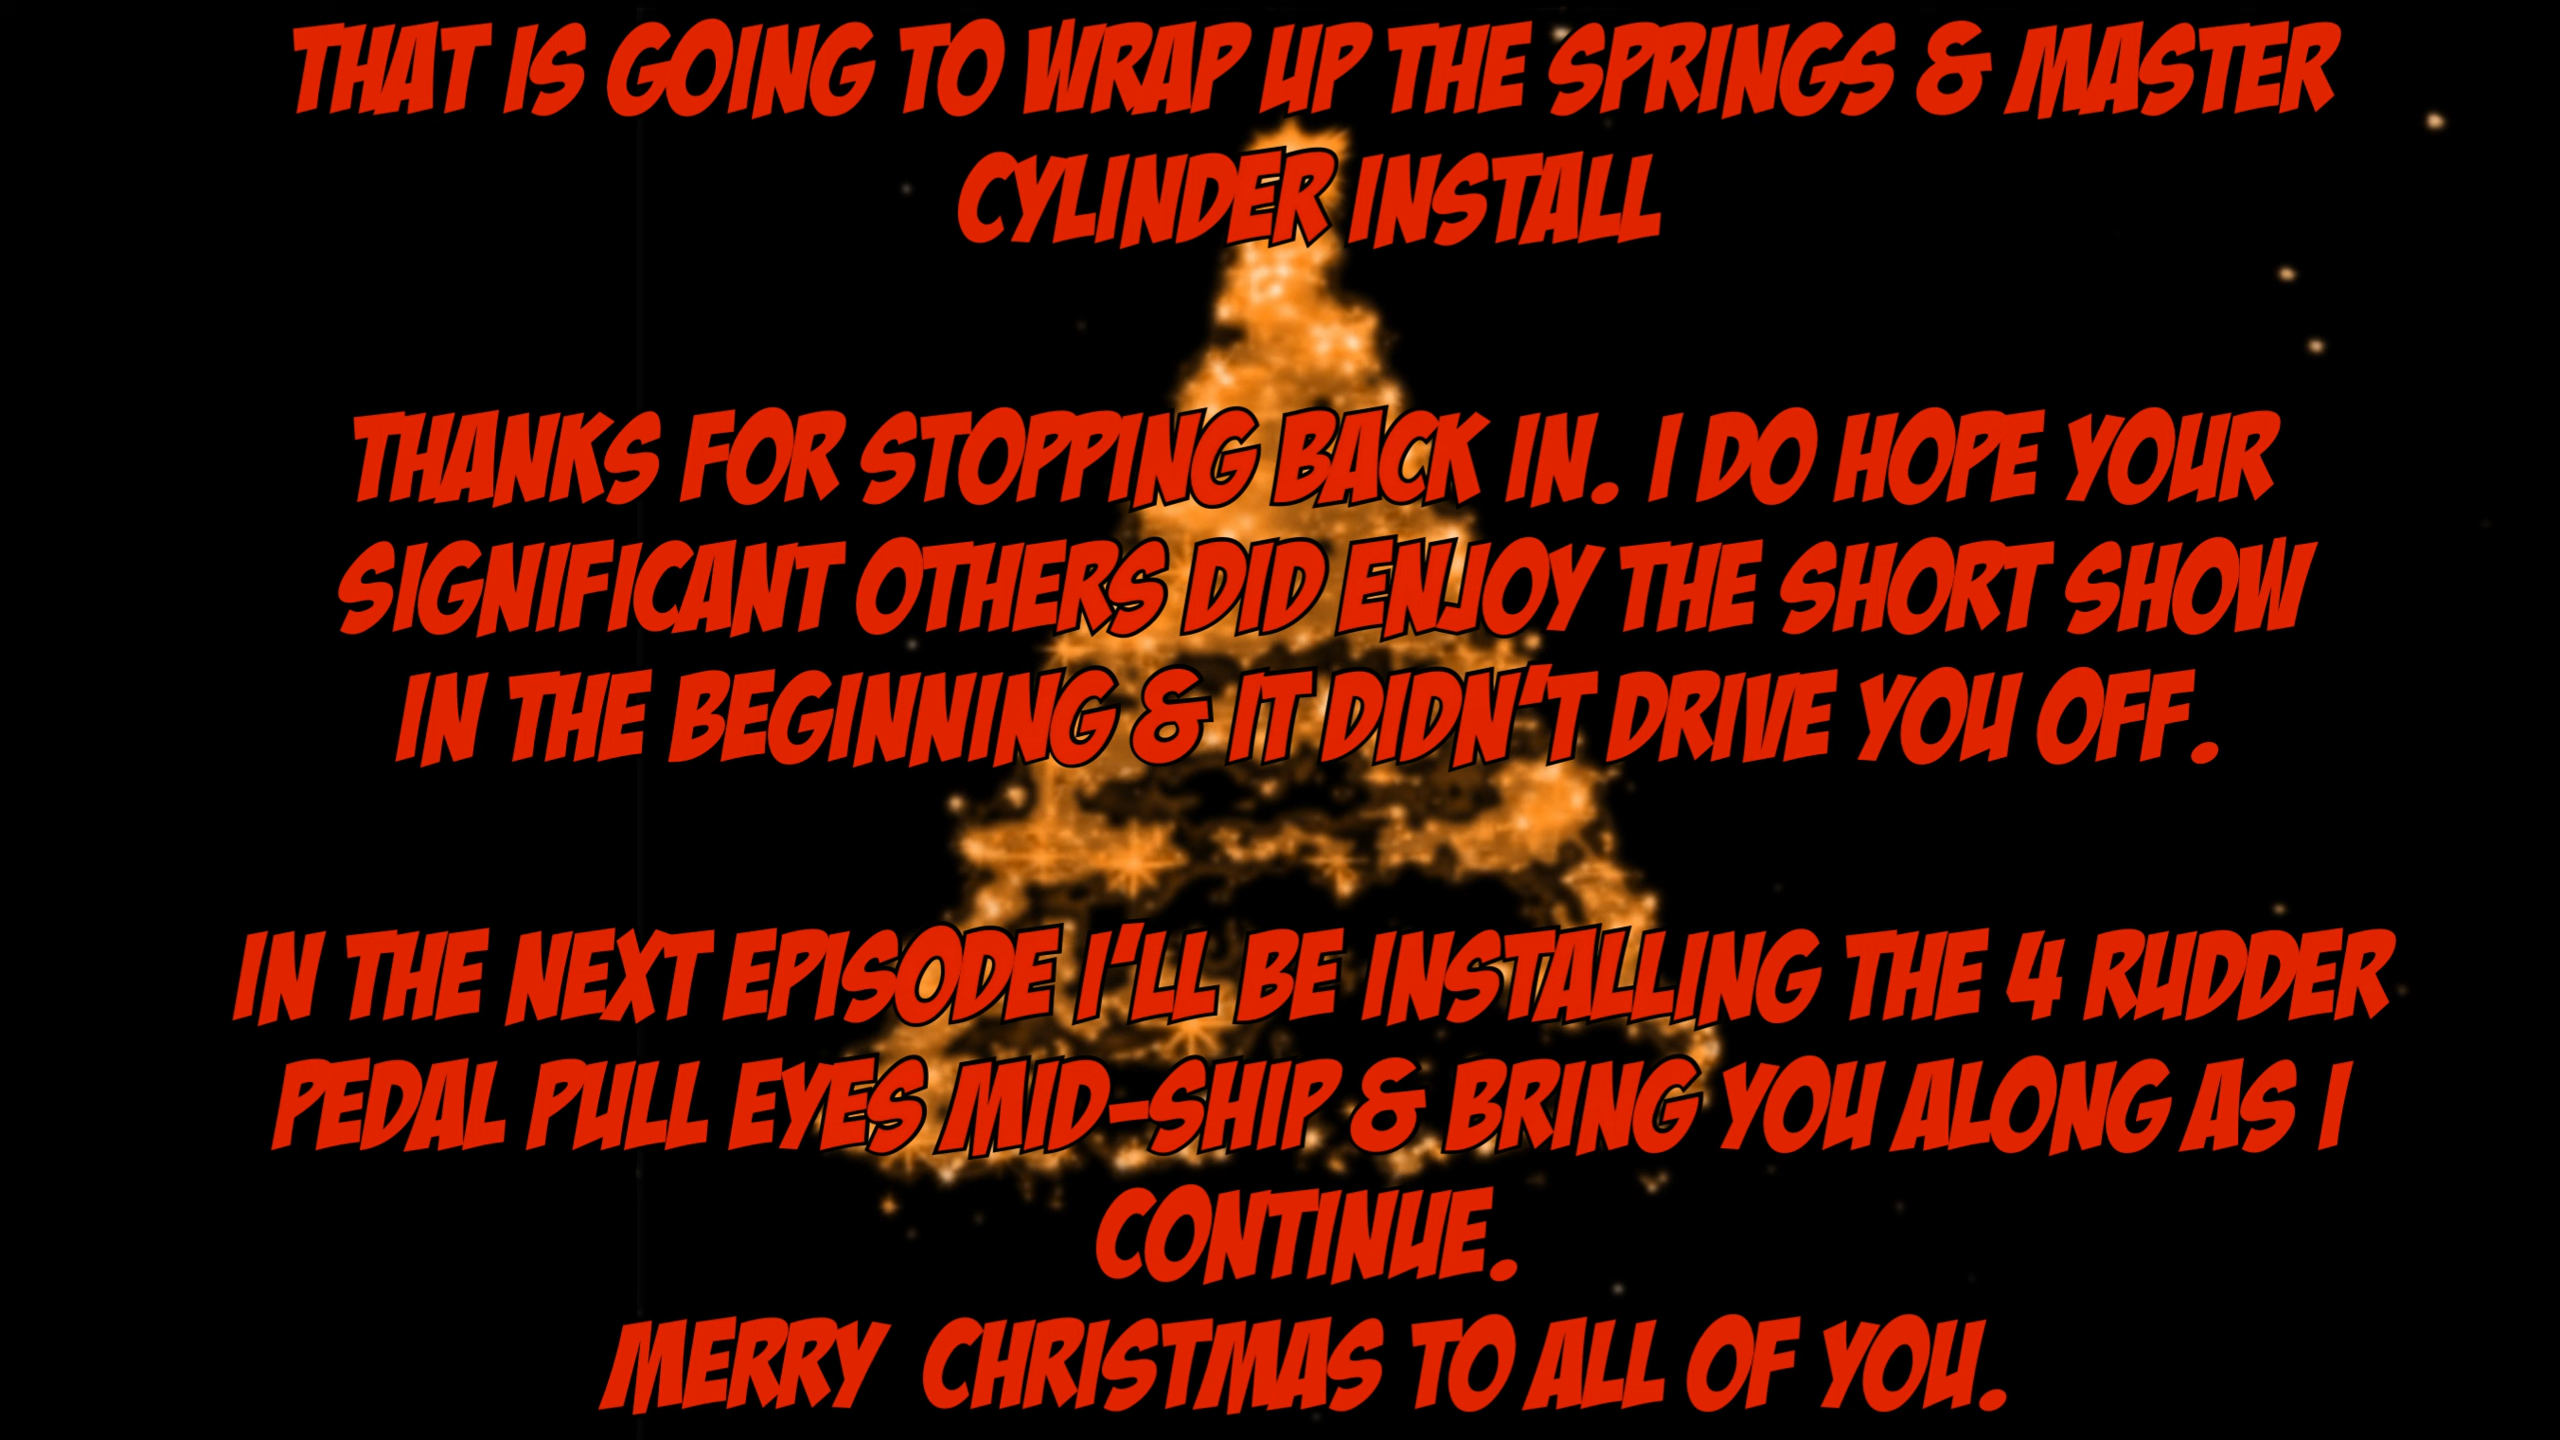 THAT IS GOING TO WRAP UP THE SPRINGS & MASTER
CYLINDER INSTALL
THANKS FOR STOPPING BACK IN. I DO HOPE YOUR
SIGNIFICANT OTHERS DID ENJOY THE SHORT SHOW
IN THE BEGINNING & IT DIDN'T DRIVE YOU OFF.
IN THE NEXT EPISODE I'LL BE INSTALLING THE 4 RUDDER
PEDAL PULL EYES MID-SHIP & BRING YOU ALONG AS I
CONTINUE.
MERRY CHRISTMAS TO ALL OF YOU.